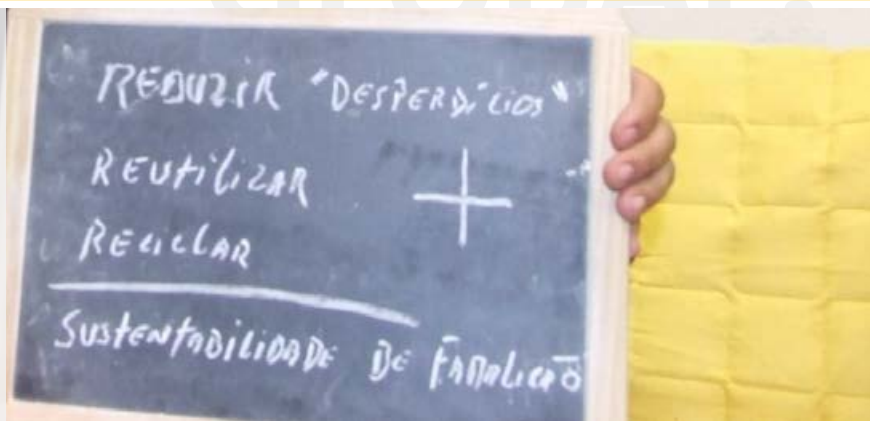 REDUZIR "DESPERDÍCIOS"
REUTILIZAR +
RECICLAR
SUSTENTABILIDADE DE FAMALICÃO